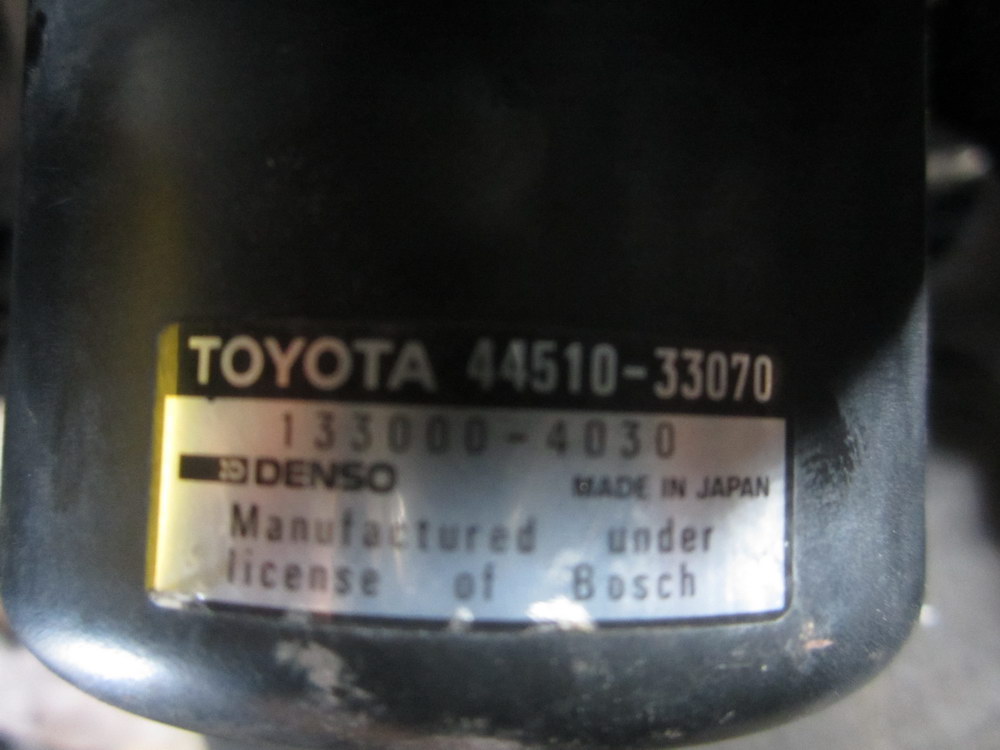 TOYOTA 44510-33070
133000-4030
DENSO MADE IN JAPAN
Manufactured under
license of Bosch